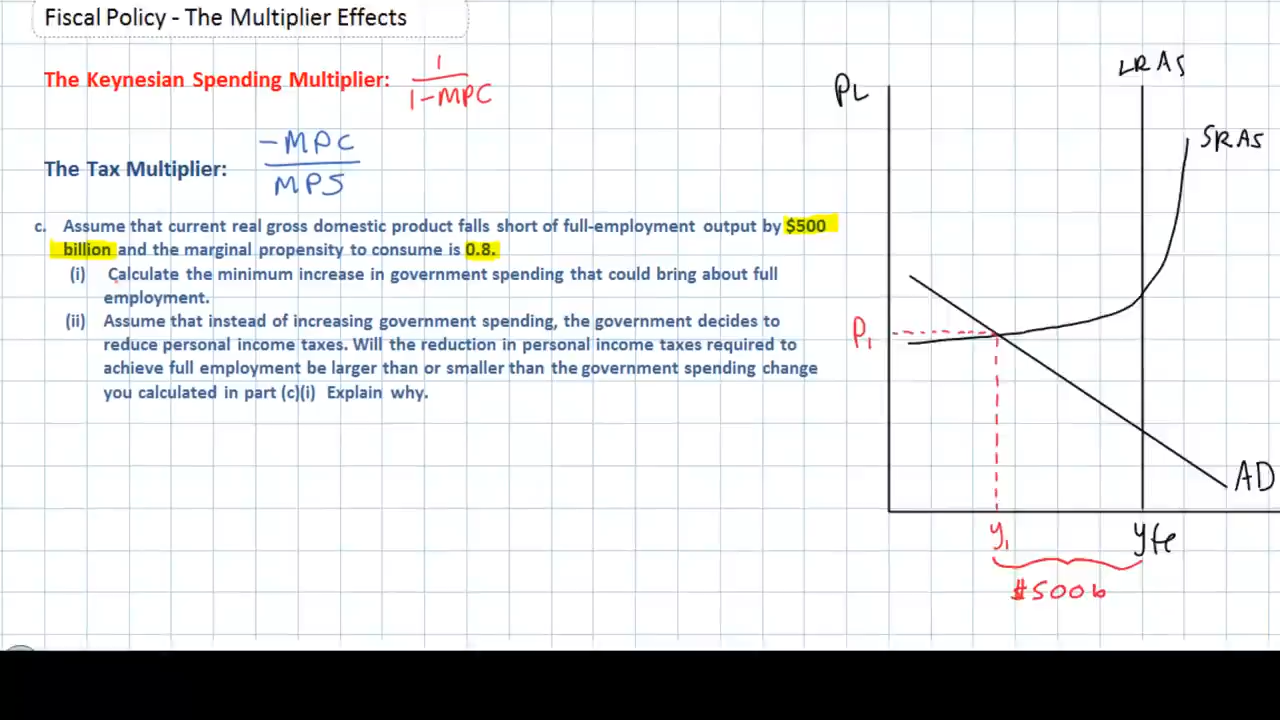 Fiscal Policy - The Multiplier Effects
The Keynesian Spending Multiplier:
1
1-MPC
The Tax Multiplier:
-MPC
MPS
c. Assume that current real gross domestic product falls short of full-employment output by $500
billion and the marginal propensity to consume is 0.8.
(i) Calculate the minimum increase in government spending that could bring about full
employment.
(ii) Assume that instead of increasing government spending, the government decides to
reduce personal income taxes. Will the reduction in personal income taxes required to
achieve full employment be larger than or smaller than the government spending change
you calculated in part (c)(i) Explain why.
LRAS
PL
SRAS
P1
AD
y1
yfe
$500b